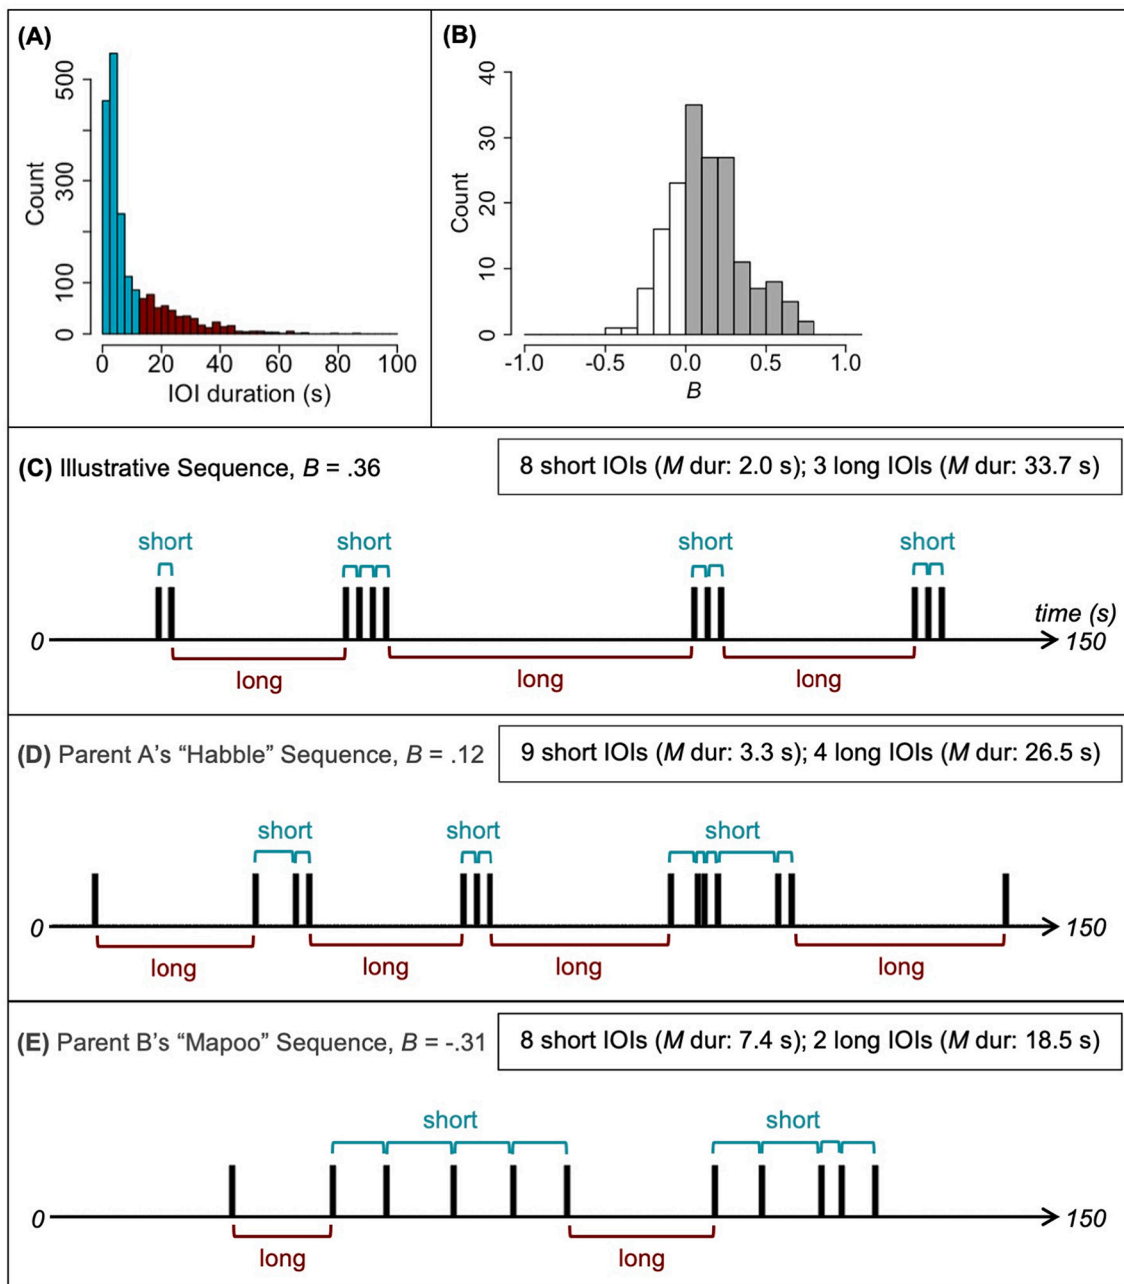 (A)
500
300
100
0
Count
0 20 40 60 80 100
IOI duration (s)
(B)
40
30
20
10
0
Count
-1.0 -0.5 0.0 0.5 1.0
B
(C) Illustrative Sequence, B = .36
8 short IOIs (M dur: 2.0 s); 3 long IOIs (M dur: 33.7 s)
short short short short
time (s)
0 150
long long long
(D) Parent A’s “Habble” Sequence, B = .12
9 short IOIs (M dur: 3.3 s); 4 long IOIs (M dur: 26.5 s)
short short short
0 150
long long long long
(E) Parent B’s “Mapoo” Sequence, B = -.31
8 short IOIs (M dur: 7.4 s); 2 long IOIs (M dur: 18.5 s)
short short
0 150
long long